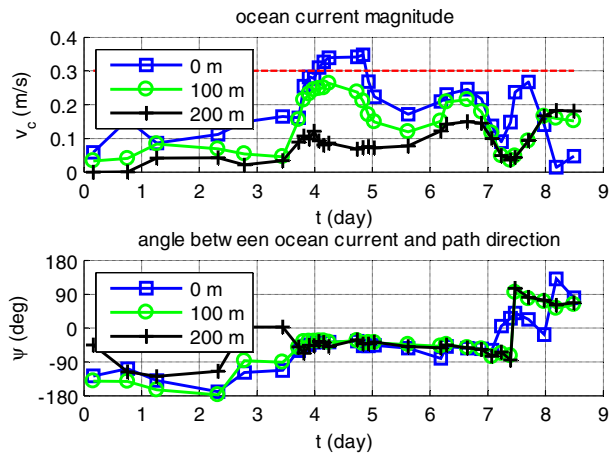 ocean current magnitude
0.4
0.3
0.2
0.1
0
v_c (m/s)
0 m
100 m
200 m
0 1 2 3 4 5 6 7 8 9
t (day)
angle between ocean current and path direction
180
90
0
-90
-180
ψ (deg)
0 m
100 m
200 m
0 1 2 3 4 5 6 7 8 9
t (day)